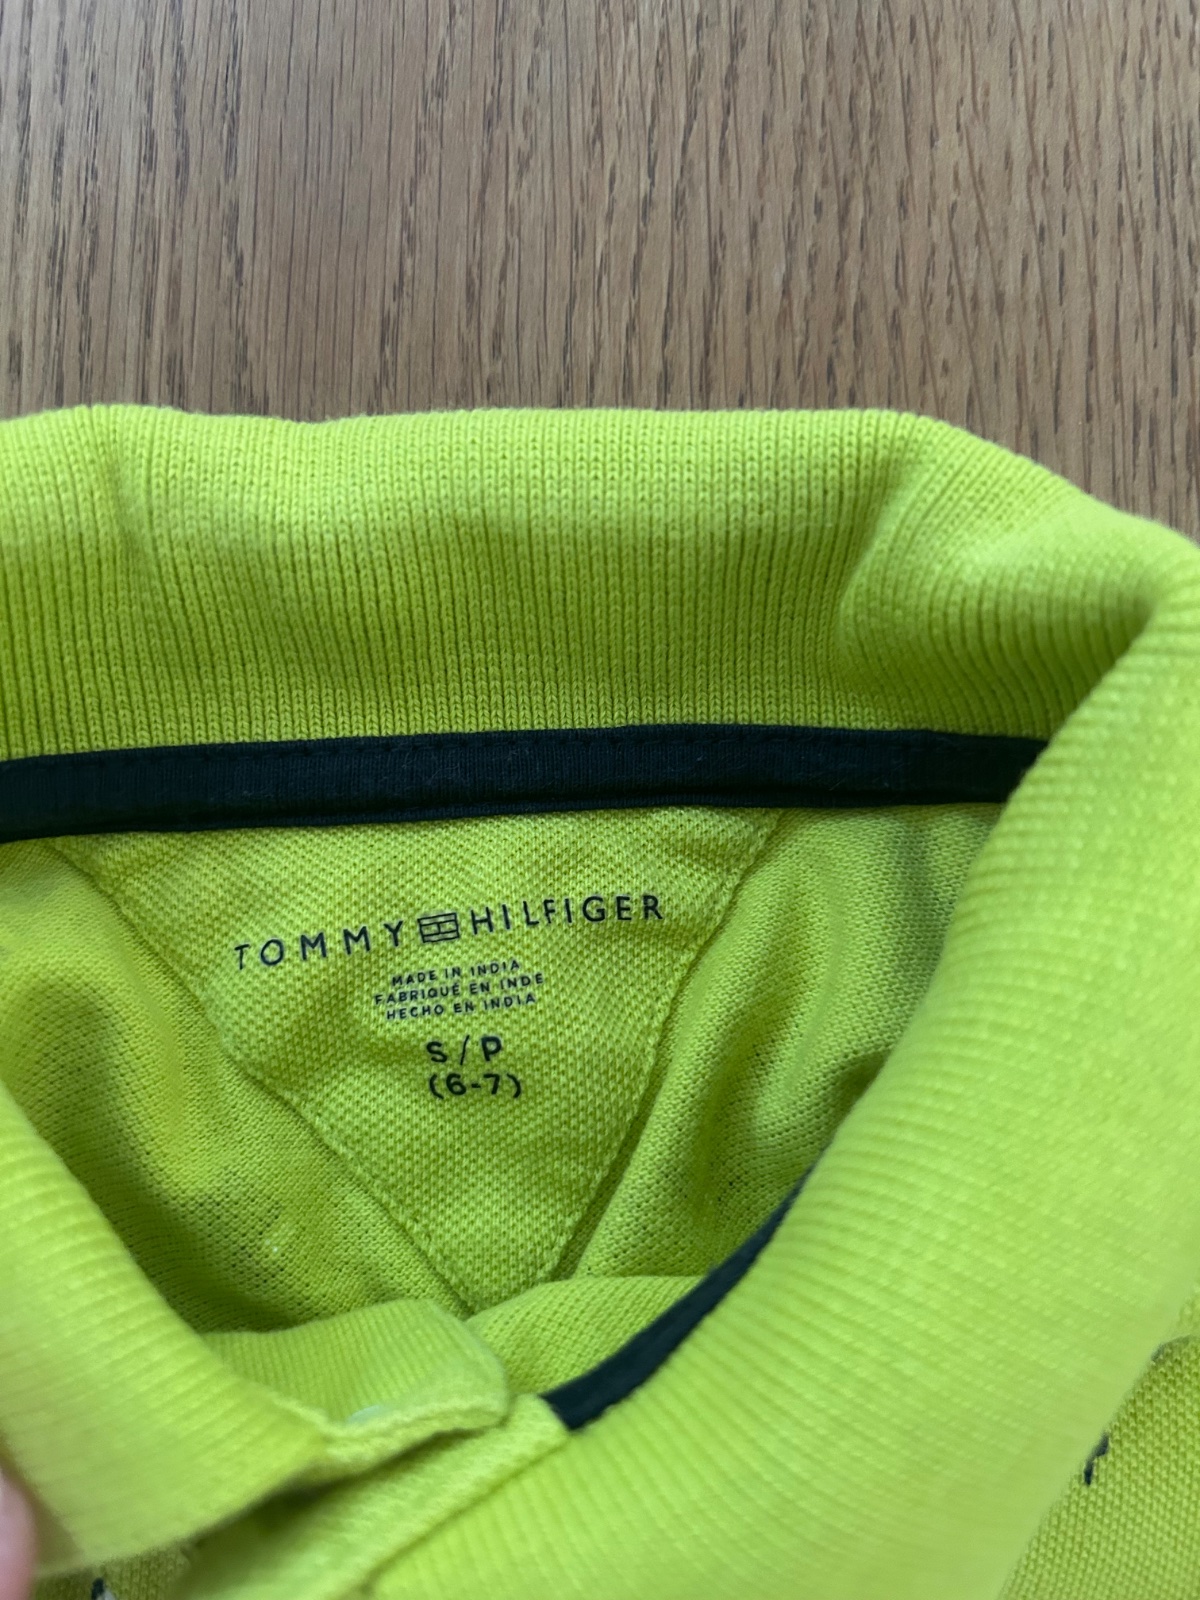 TOMMY HILFIGER
MADE IN INDIA
FABRIQUÉ EN INDE
HECHO EN INDIA
S / P
(6-7)